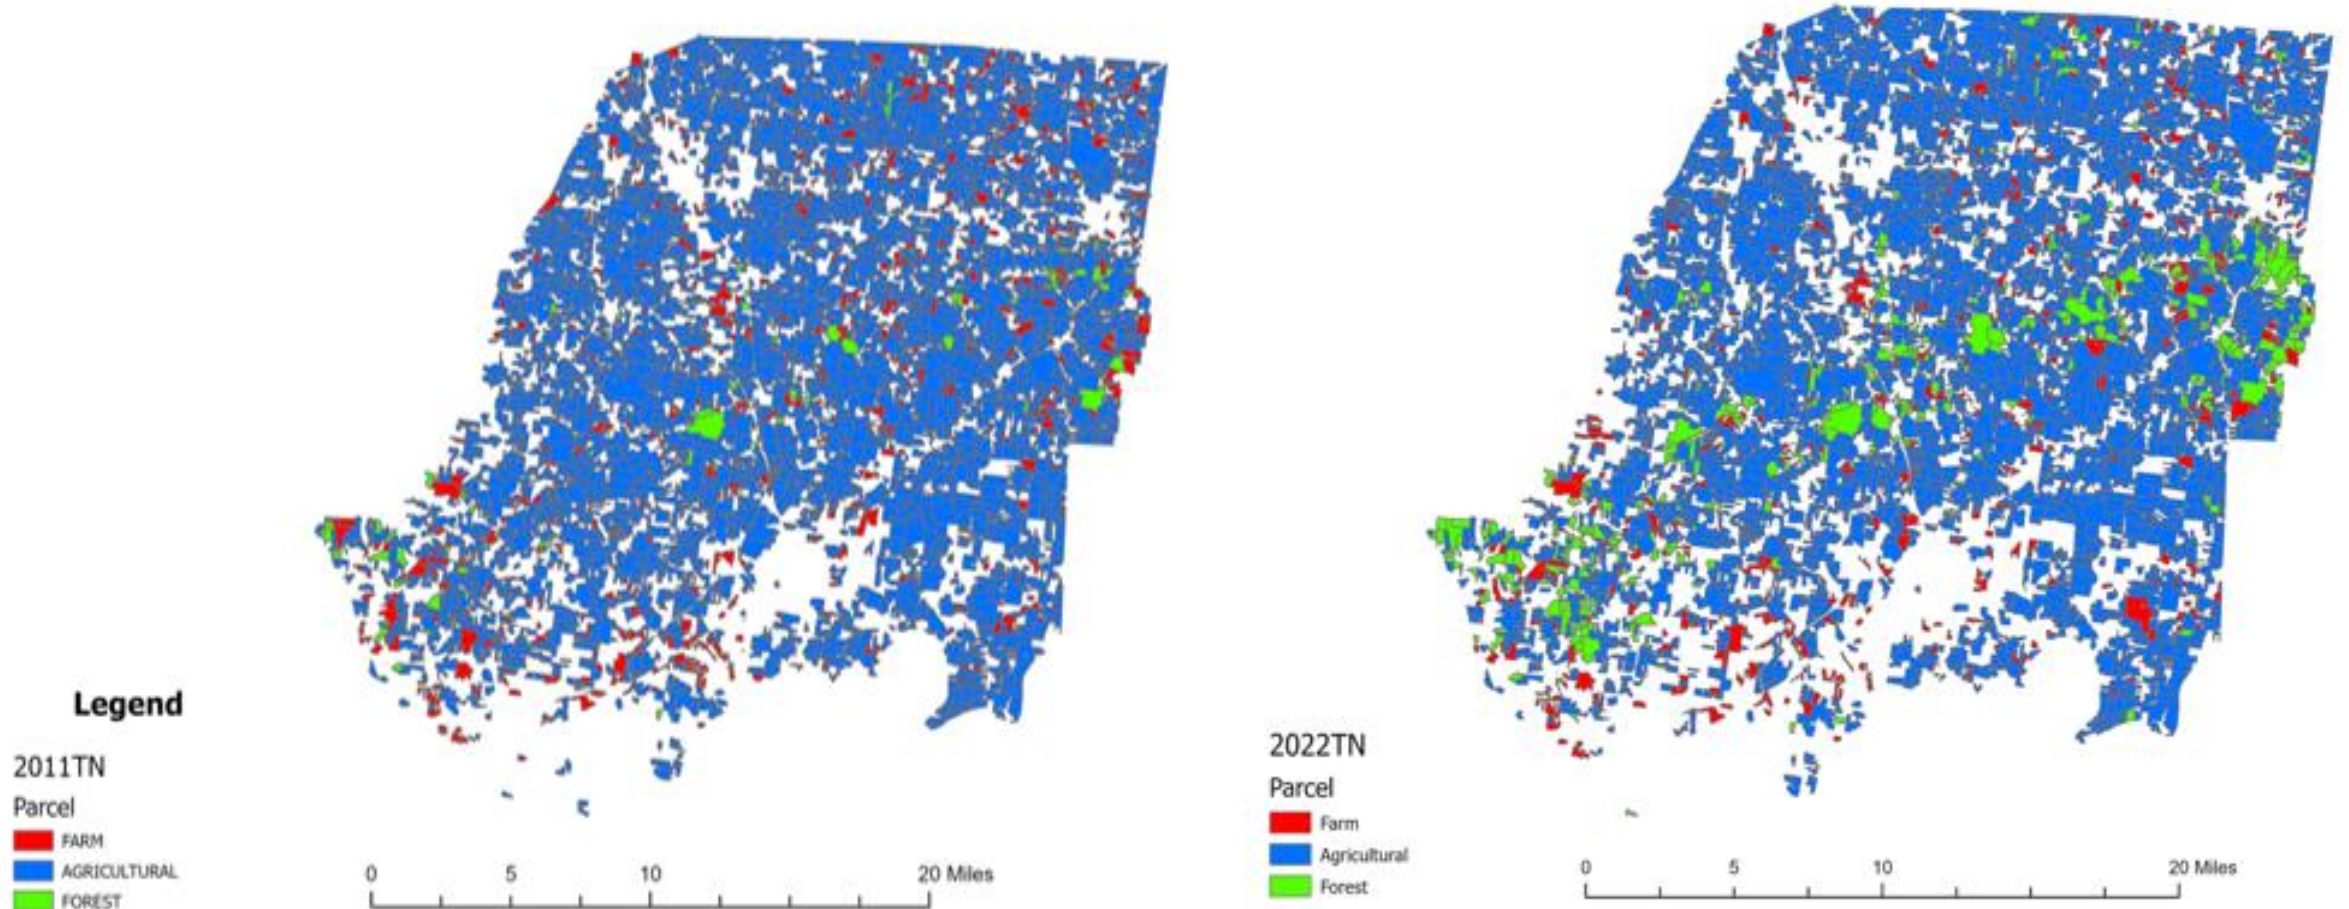 Legend
2011TN
Parcel
FARM
AGRICULTURAL
FOREST
0 5 10 20 Miles
2022TN
Parcel
Farm
Agricultural
Forest
0 5 10 20 Miles